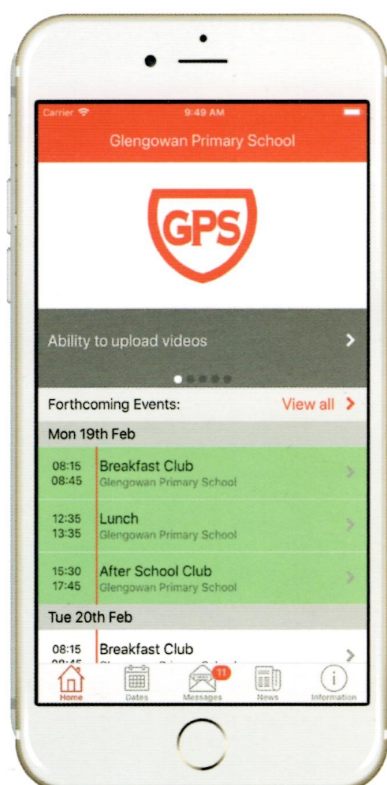 Carrier 9:49 AM
Glengowan Primary School
GPS
Ability to upload videos
Forthcoming Events: View all
Mon 19th Feb
08:15 Breakfast Club
08:45 Glengowan Primary School
12:35 Lunch
13:35 Glengowan Primary School
15:30 After School Club
17:45 Glengowan Primary School
Tue 20th Feb
08:15 Breakfast Club
11
Home Dates Messages News Information